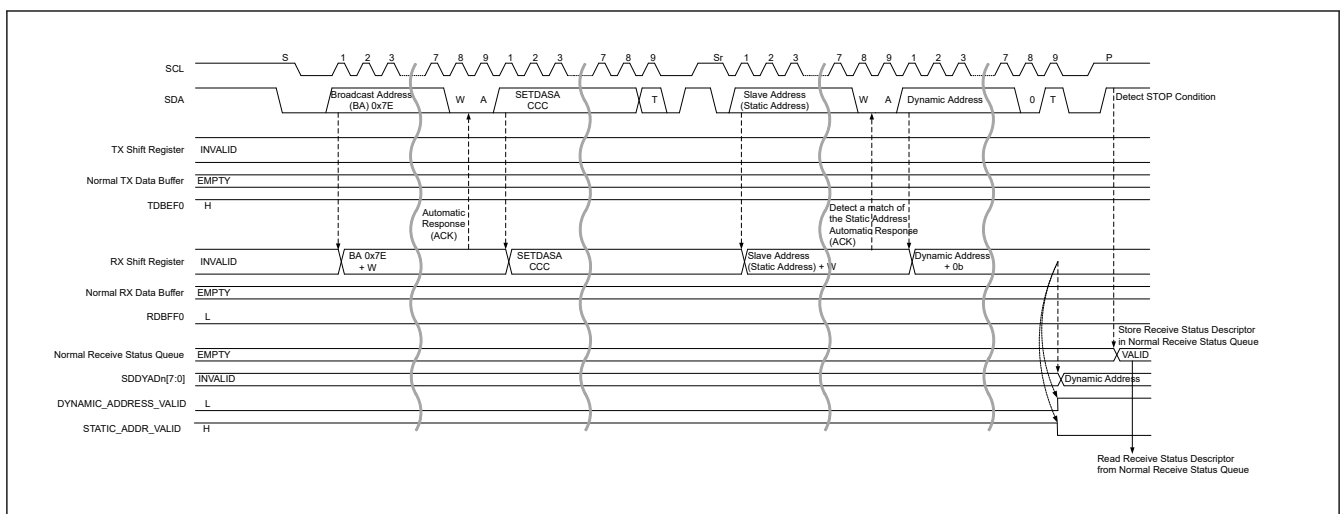 S 1 2 3 7 8 9 1 2 3 7 8 9 Sr 1 2 3 7 8 9 1 2 3 7 8 9 P
SCL
SDA
Broadcast Address
(BA) 0x7E
W A
SETDASA
CCC
T
Slave Address
(Static Address)
W A
Dynamic Address
0 T
Detect STOP Condition
TX Shift Register INVALID
Normal TX Data Buffer EMPTY
TDBEF0 H
Automatic
Response
(ACK)
Detect a match of
the Static Address
Automatic Response
(ACK)
RX Shift Register INVALID
BA 0x7E
+ W
SETDASA
CCC
Slave Address
(Static Address) + W
Dynamic Address
+ 0b
Normal RX Data Buffer EMPTY
RDBFF0 L
Store Receive Status Descriptor
in Normal Receive Status Queue
Normal Receive Status Queue EMPTY VALID
SDDYADn[7:0] INVALID Dynamic Address
DYNAMIC_ADDRESS_VALID L
STATIC_ADDR_VALID H
Read Receive Status Descriptor
from Normal Receive Status Queue